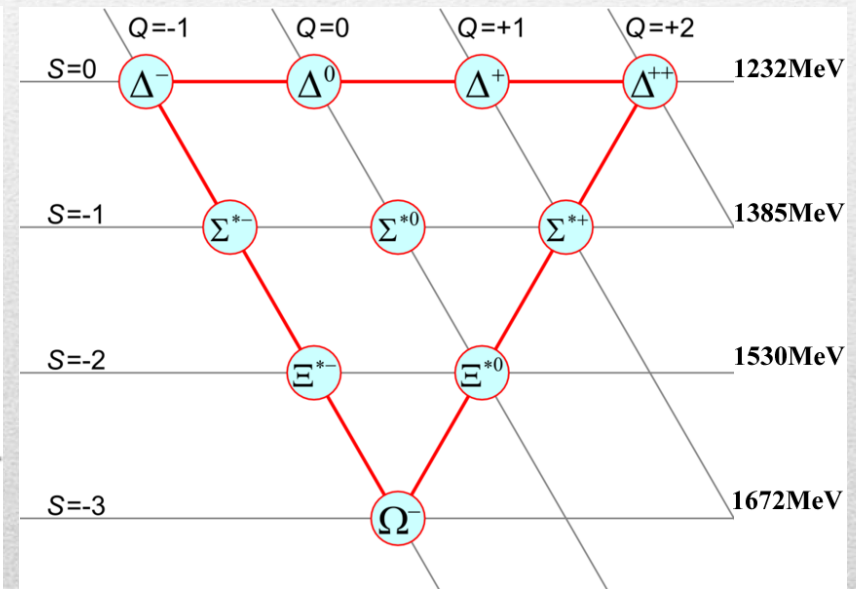 Q=-1 Q=0 Q=+1 Q=+2
S=0 Δ⁻ Δ⁰ Δ⁺ Δ⁺⁺ 1232MeV
S=-1 Σ*⁻ Σ*⁰ Σ*⁺ 1385MeV
S=-2 Ξ*⁻ Ξ*⁰ 1530MeV
S=-3 Ω⁻ 1672MeV